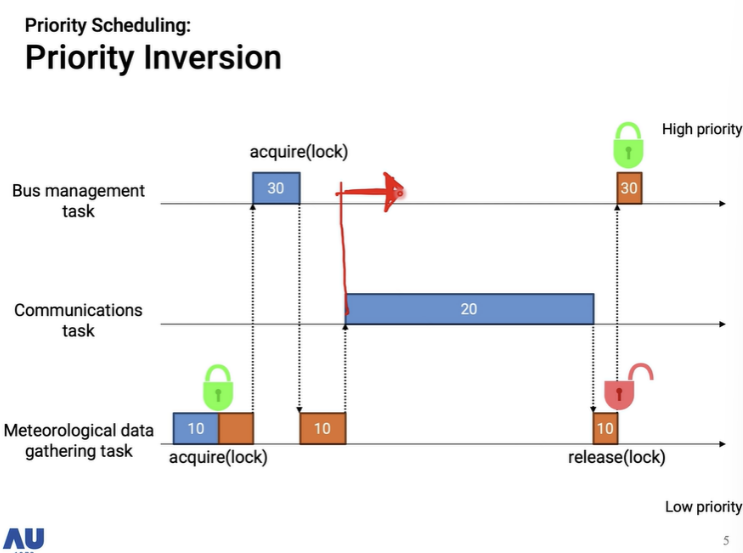 Priority Scheduling:
Priority Inversion
High priority
acquire(lock)
Bus management
task
30
30
Communications
task
20
Meteorological data
gathering task
10
10
10
acquire(lock)
release(lock)
Low priority
AU
5